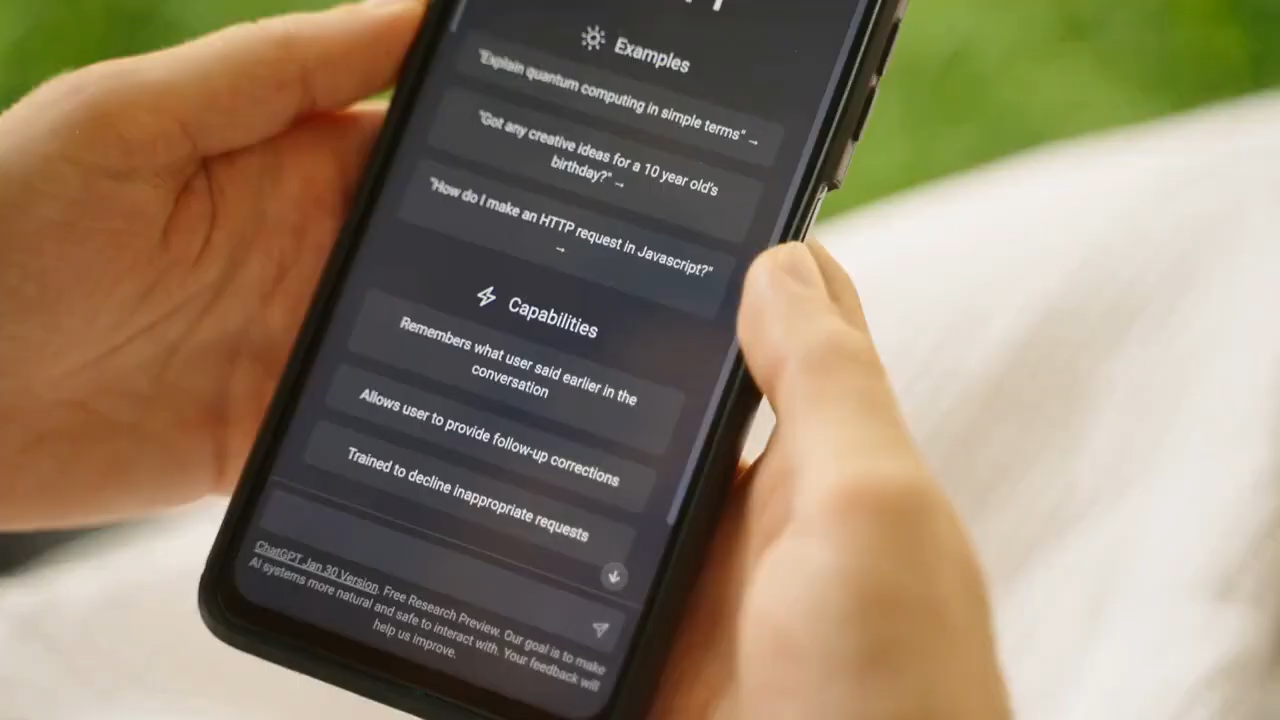 Examples
"Explain quantum computing in simple terms" →
"Got any creative ideas for a 10 year old's
birthday?" →
"How do I make an HTTP request in Javascript?"
→
Capabilities
Remembers what user said earlier in the
conversation
Allows user to provide follow-up corrections
Trained to decline inappropriate requests
ChatGPT Jan 30 Version. Free Research Preview. Our goal is to make
AI systems more natural and safe to interact with. Your feedback will
help us improve.